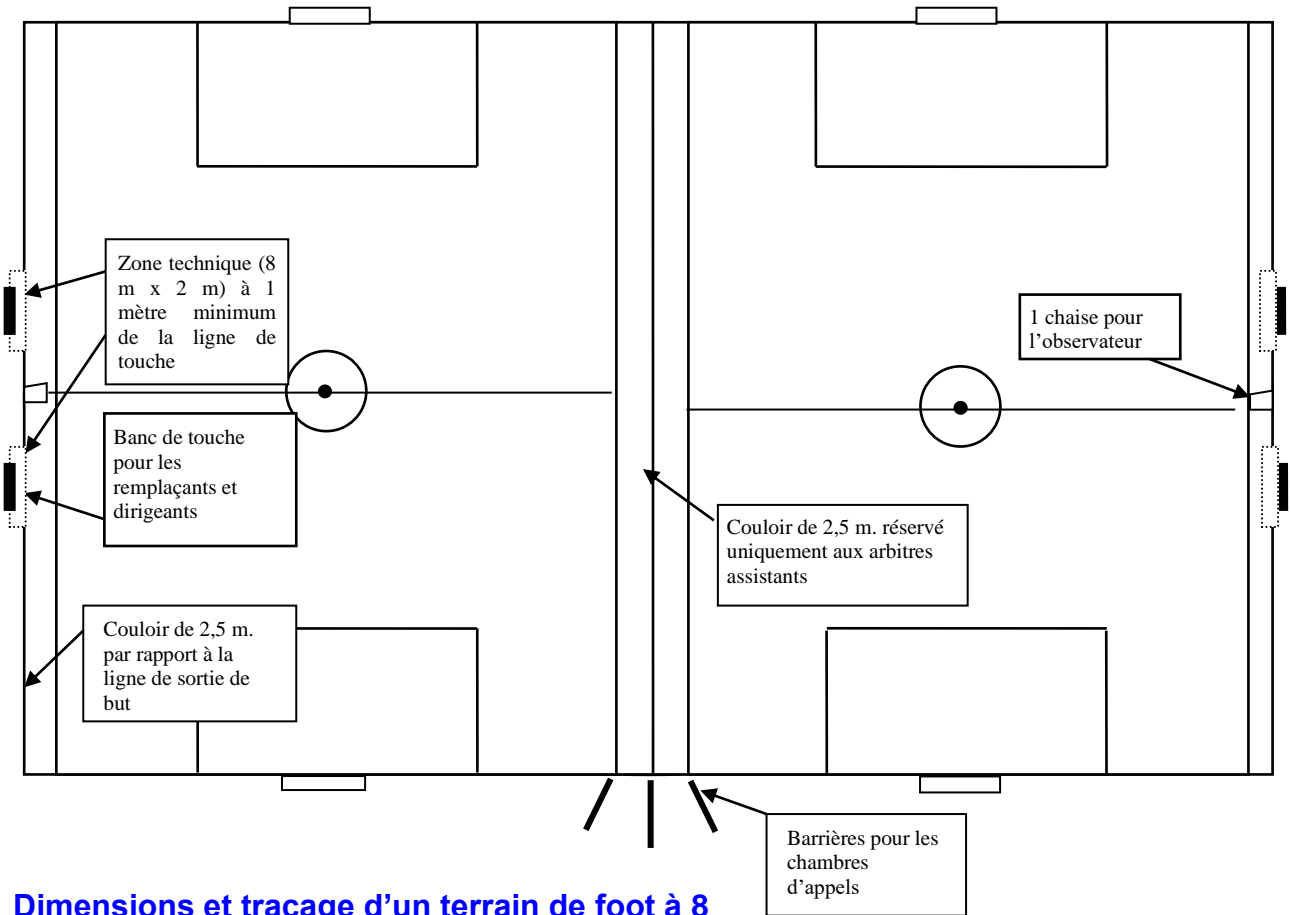 Zone technique (8
m x 2 m) à 1
mètre minimum
de la ligne de
touche
1 chaise pour
l'observateur
Banc de touche
pour les
remplaçants et
dirigeants
Couloir de 2,5 m. réservé
uniquement aux arbitres
assistants
Couloir de 2,5 m.
par rapport à la
ligne de sortie de
but
Barrières pour les
chambres
d'appels
Dimensions et traçage d'un terrain de foot à 8